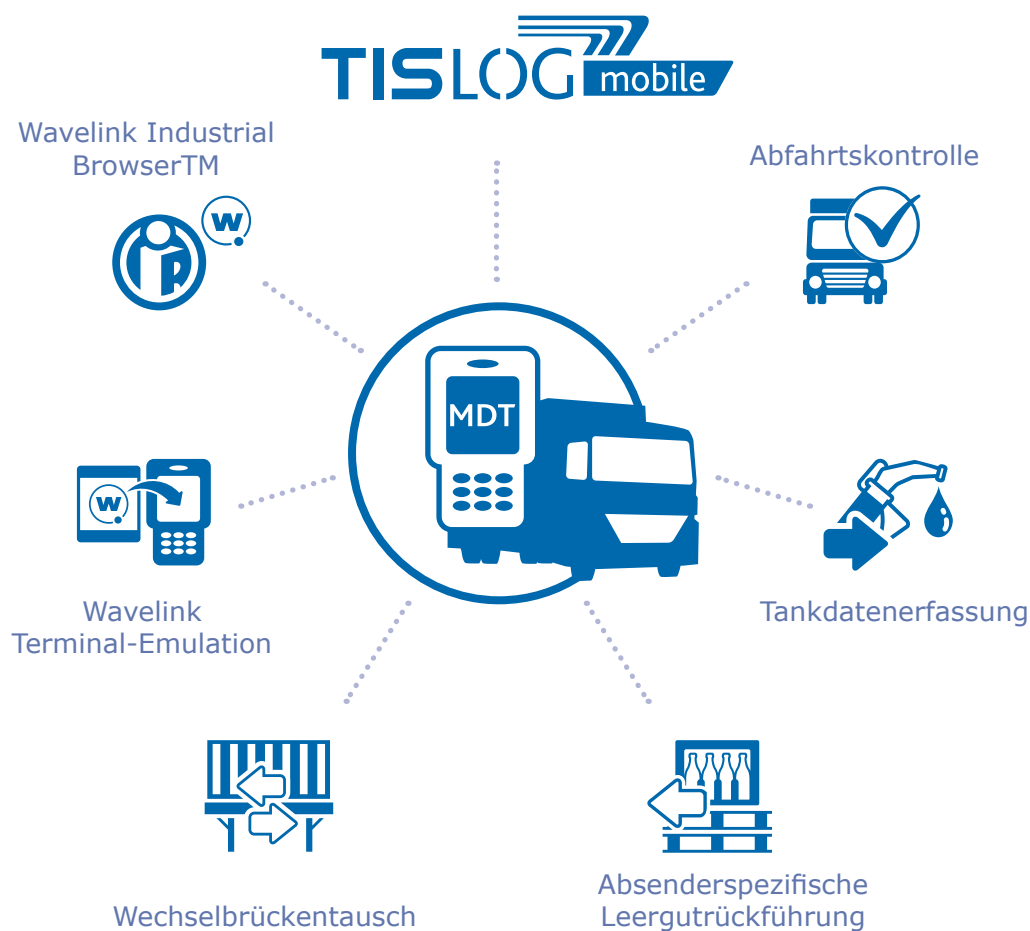 TISLOG
mobile
Wavelink Industrial
BrowserTM
Abfahrtskontrolle
W.
MDT
W.
Wavelink
Terminal-Emulation
Tankdatenerfassung
Wechselbrückentausch
Absenderspezifische
Leergutrückführung